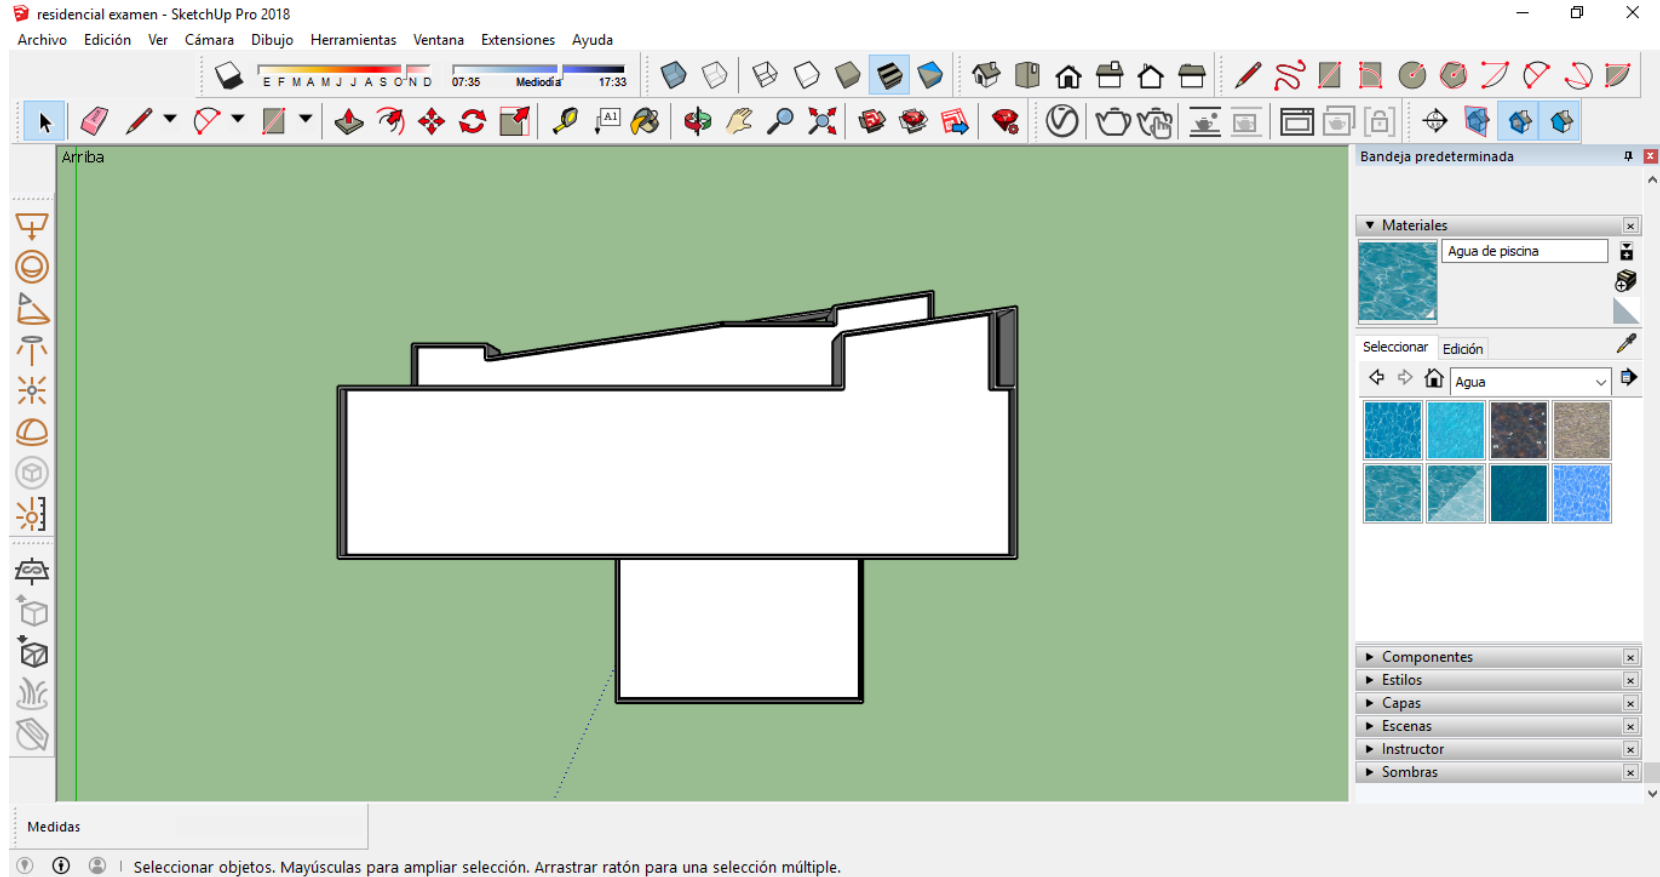 residencial examen - SketchUp Pro 2018
Archivo Edición Ver Cámara Dibujo Herramientas Ventana Extensiones Ayuda
E F M A M J J A S O N D 07:35 Mediodía 17:33
A1
Arriba
Bandeja predeterminada
Materiales
Agua de piscina
Seleccionar Edición
Agua
Componentes
Estilos
Capas
Escenas
Instructor
Sombras
Medidas
Seleccionar objetos. Mayúsculas para ampliar selección. Arrastrar ratón para una selección múltiple.